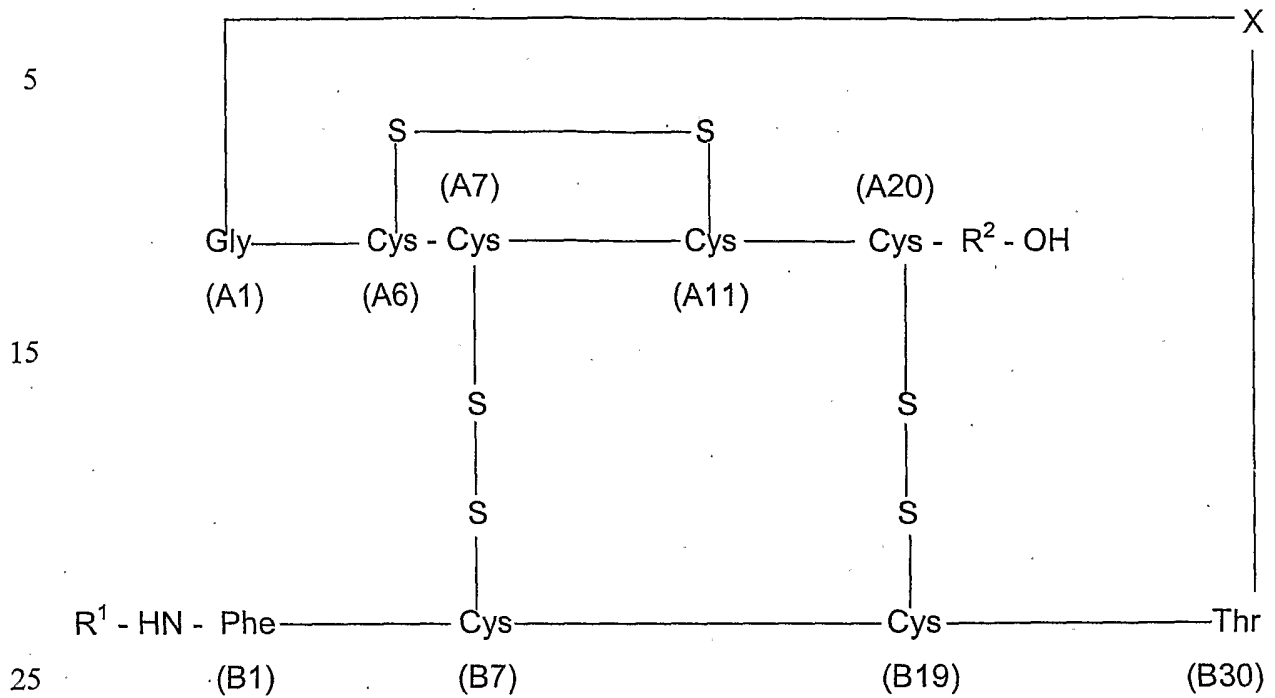 X
5
S S
(A7) (A20)
Gly Cys - Cys Cys Cys - R² - OH
(A1) (A6) (A11)
15
S S
S S
R¹ - HN - Phe Cys Cys Thr
25 (B1) (B7) (B19) (B30)